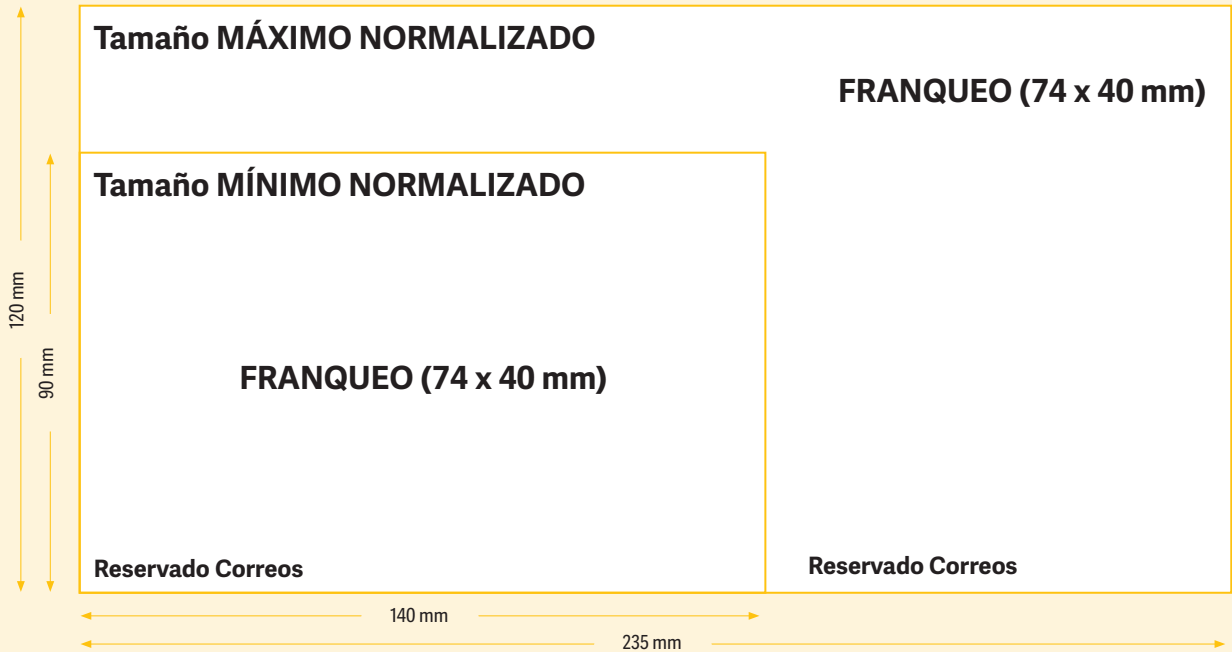 Tamaño MÁXIMO NORMALIZADO
FRANQUEO (74 x 40 mm)
Tamaño MÍNIMO NORMALIZADO
120 mm
90 mm
FRANQUEO (74 x 40 mm)
Reservado Correos
Reservado Correos
140 mm
235 mm